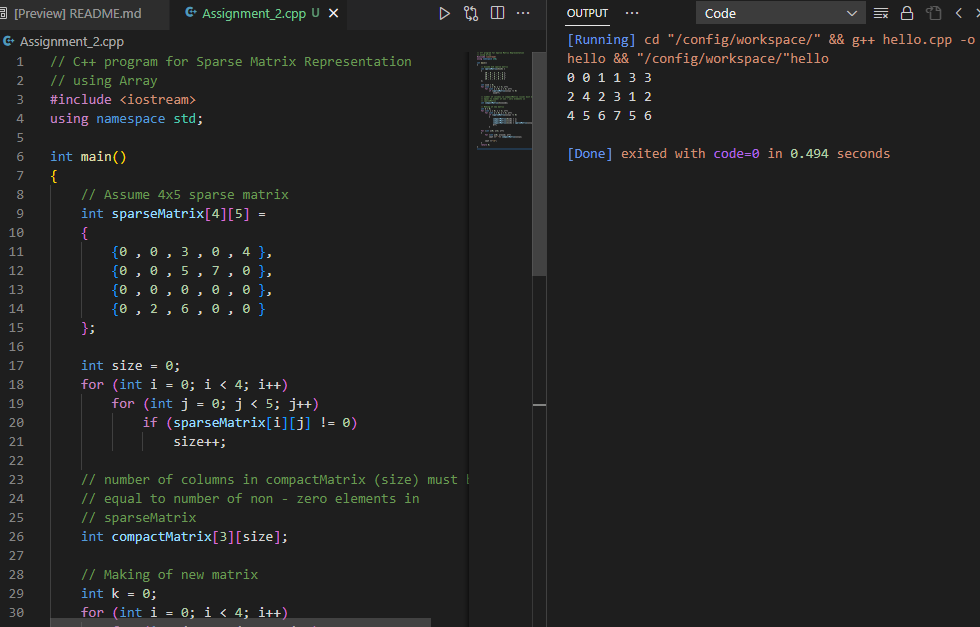 [Preview] README.md
Assignment_2.cpp U
Assignment_2.cpp
1 // C++ program for Sparse Matrix Representation
2 // using Array
3 #include <iostream>
4 using namespace std;
5
6 int main()
7 {
8 // Assume 4x5 sparse matrix
9 int sparseMatrix[4][5] =
10 {
11 {0 , 0 , 3 , 0 , 4 },
12 {0 , 0 , 5 , 7 , 0 },
13 {0 , 0 , 0 , 0 , 0 },
14 {0 , 2 , 6 , 0 , 0 }
15 };
16
17 int size = 0;
18 for (int i = 0; i < 4; i++)
19 for (int j = 0; j < 5; j++)
20 if (sparseMatrix[i][j] != 0)
21 size++;
22
23 // number of columns in compactMatrix (size) must
24 // equal to number of non - zero elements in
25 // sparseMatrix
26 int compactMatrix[3][size];
27
28 // Making of new matrix
29 int k = 0;
30 for (int i = 0; i < 4; i++)
OUTPUT
Code
[Running] cd "/config/workspace/" && g++ hello.cpp -o
hello && "/config/workspace/"hello
0 0 1 1 3 3
2 4 2 3 1 2
4 5 6 7 5 6
[Done] exited with code=0 in 0.494 seconds